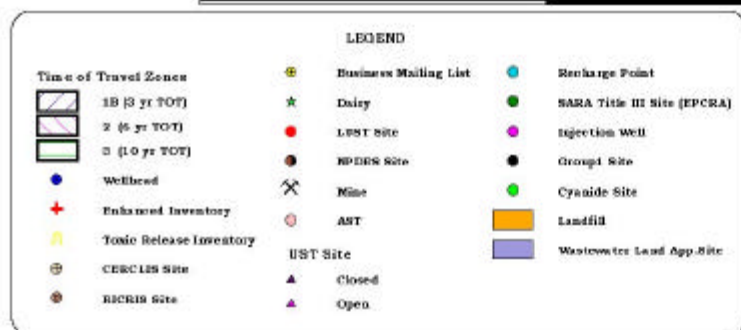 LEGEND
Time of Travel Zones
1B (3 yr TOT)
2 (6 yr TOT)
3 (10 yr TOT)
Wellhead
Enhanced Inventory
Toxic Release Inventory
CERCLIS Site
RICRIS Site
Business Mailing List
Dairy
LUST Site
NPDES Site
Mine
AST
UST Site
Closed
Open
Recharge Point
SARA Title III Site (EPCRA)
Injection Well
Group1 Site
Cyanide Site
Landfill
Wastewater Land App.Site